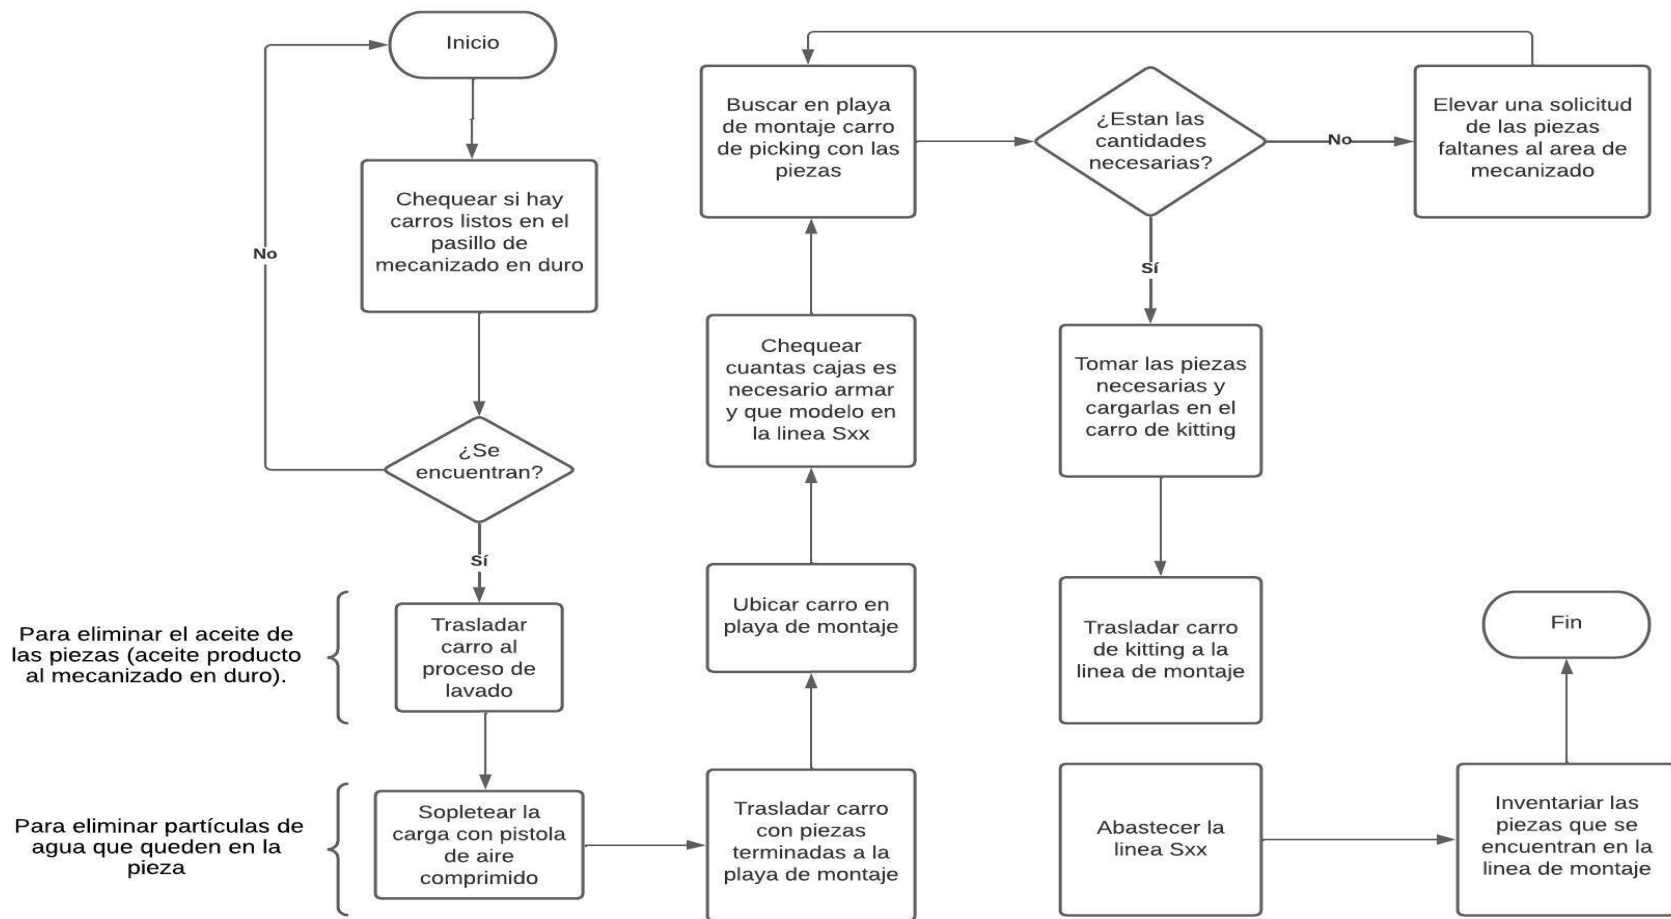 Inicio
Chequear si hay
carros listos en el
pasillo de
mecanizado en duro
No
¿Se
encuentran?
Sí
Para eliminar el aceite de
las piezas (aceite producto
al mecanizado en duro).
Trasladar
carro al
proceso de
lavado
Para eliminar partículas de
agua que queden en la
pieza
Sopletear la
carga con pistola
de aire
comprimido
Trasladar carro
con piezas
terminadas a la
playa de montaje
Ubicar carro en
playa de montaje
Chequear
cuantas cajas es
necesario armar
y que modelo en
la linea Sxx
Buscar en playa
de montaje carro
de picking con las
piezas
¿Estan las
cantidades
necesarias?
No
Elevar una solicitud
de las piezas
faltanes al area de
mecanizado
Sí
Tomar las piezas
necesarias y
cargarlas en el
carro de kitting
Trasladar carro
de kitting a la
linea de montaje
Abastecer la
linea Sxx
Inventariar las
piezas que se
encuentran en la
linea de montaje
Fin